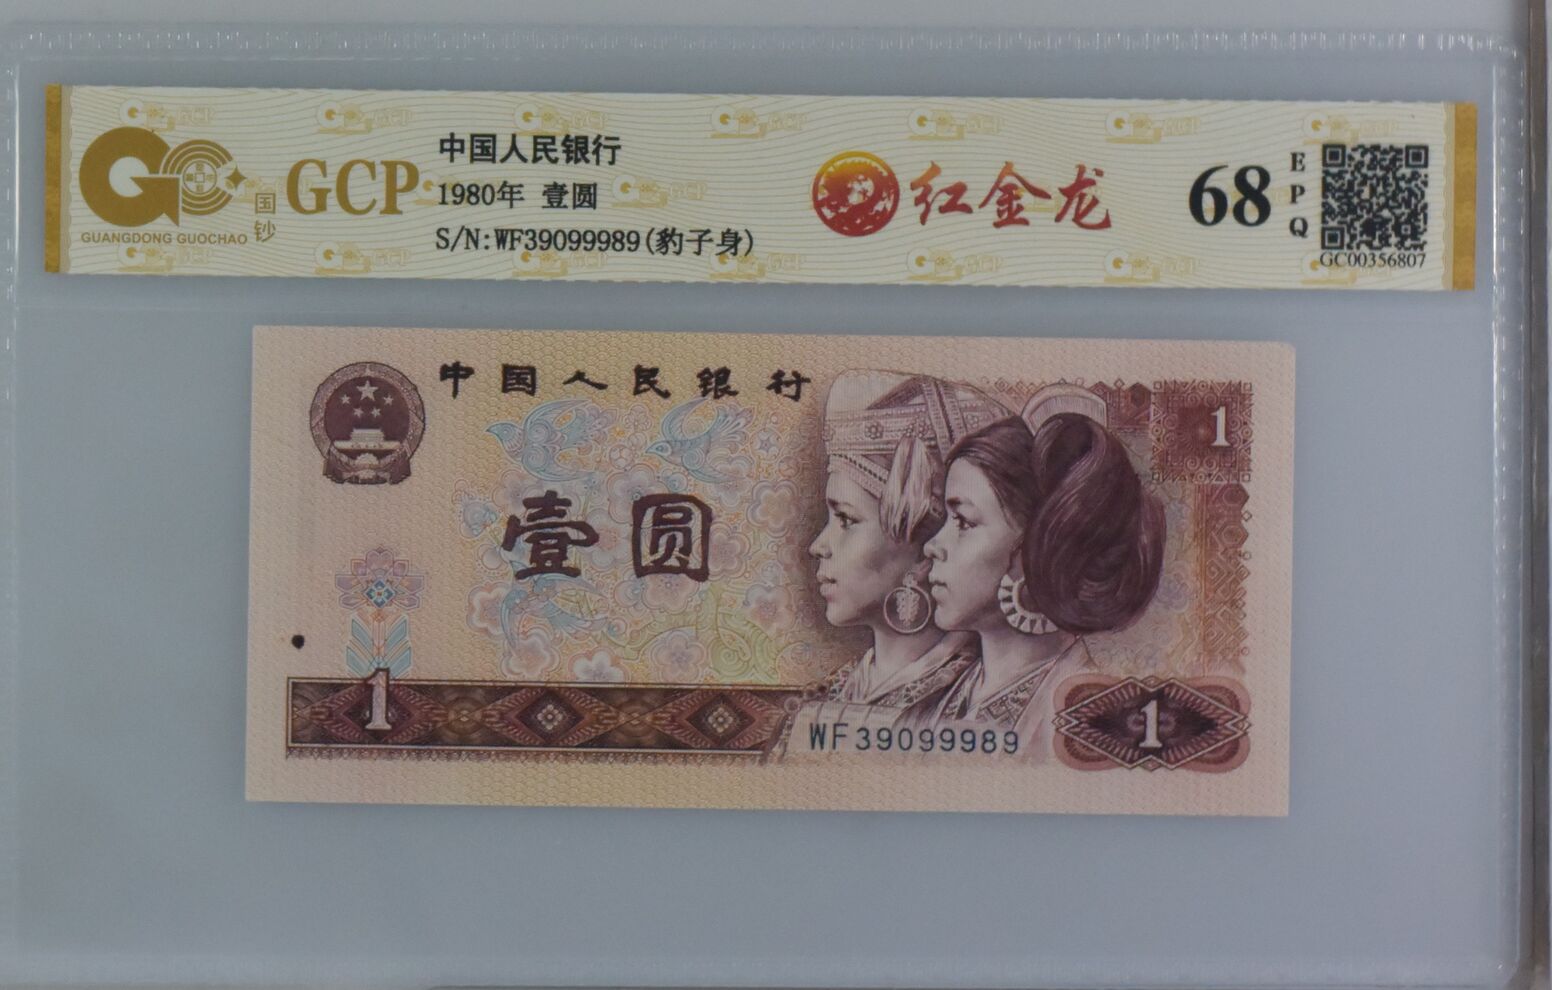 中国人民银行
1980年 壹圆
S/N:WF39099989(豹子身)
GCP
国钞
GUANGDONG GUOCHAO
红金龙
68
EPQ
GC00356807
中国人民银行
1
壹圆
1
WF39099989
1